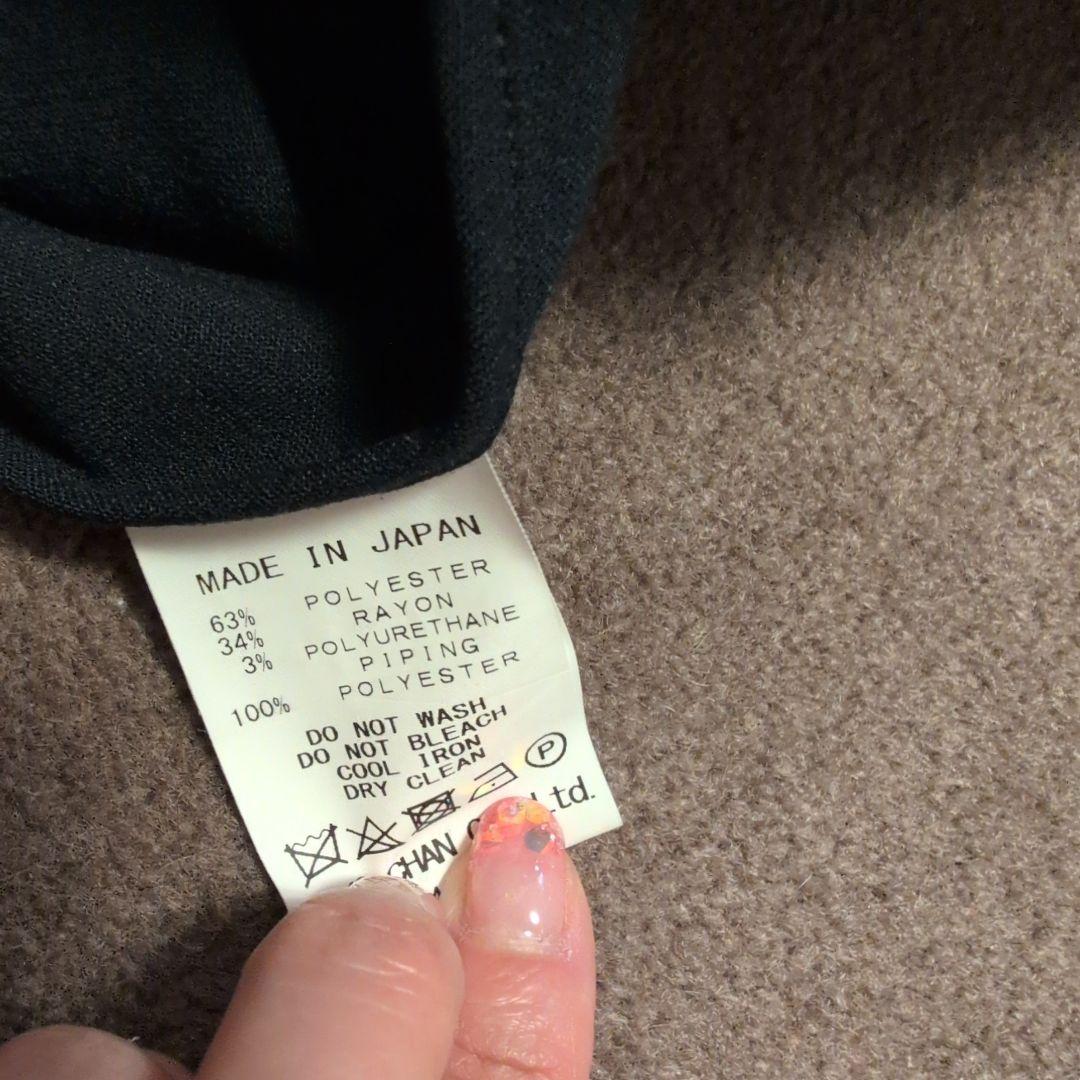 MADE IN JAPAN
63% POLYESTER
34% RAYON
3% POLYURETHANE
PIPING
100% POLYESTER
DO NOT WASH
DO NOT BLEACH
COOL IRON
DRY CLEAN
P
Ltd.